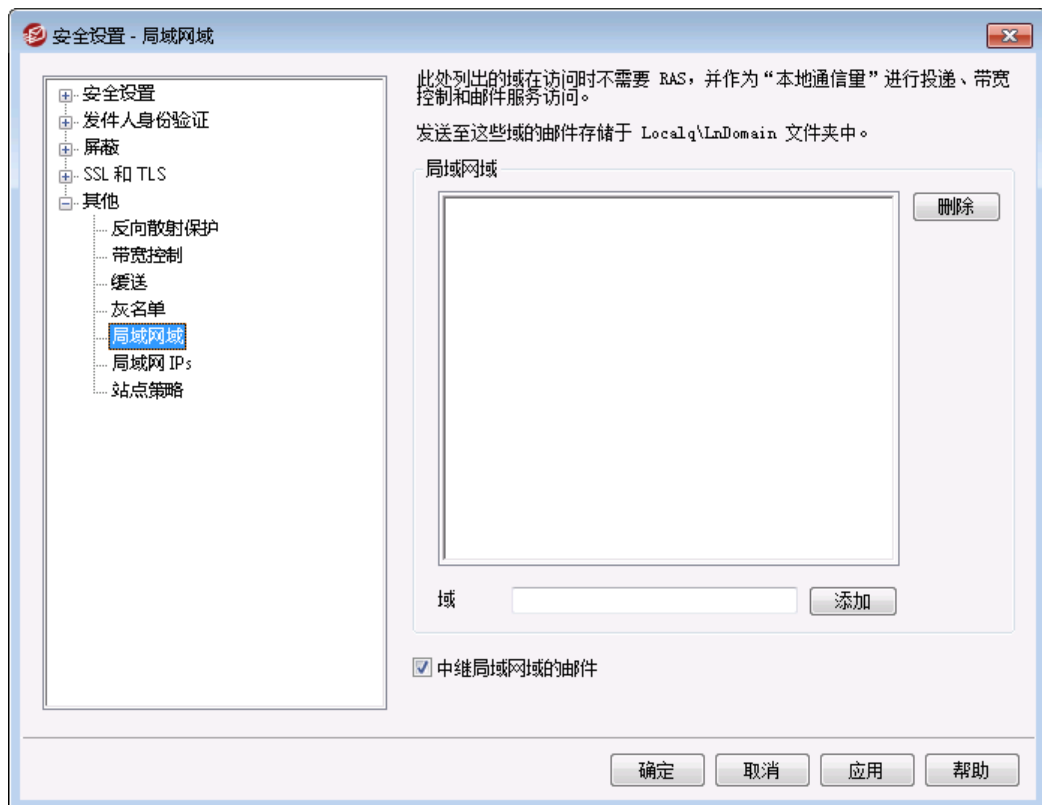 安全设置 - 局域网域
安全设置
发件人身份验证
屏蔽
SSL 和 TLS
其他
反向散射保护
带宽控制
缓送
灰名单
局域网域
局域网 IPs
站点策略
此处列出的域在访问时不需要 RAS，并作为“本地通信量”进行投递、带宽
控制和邮件服务访问。
发送至这些域的邮件存储于 Localq\LnDomain 文件夹中。
局域网域
删除
域
添加
中继局域网域的邮件
确定
取消
应用
帮助